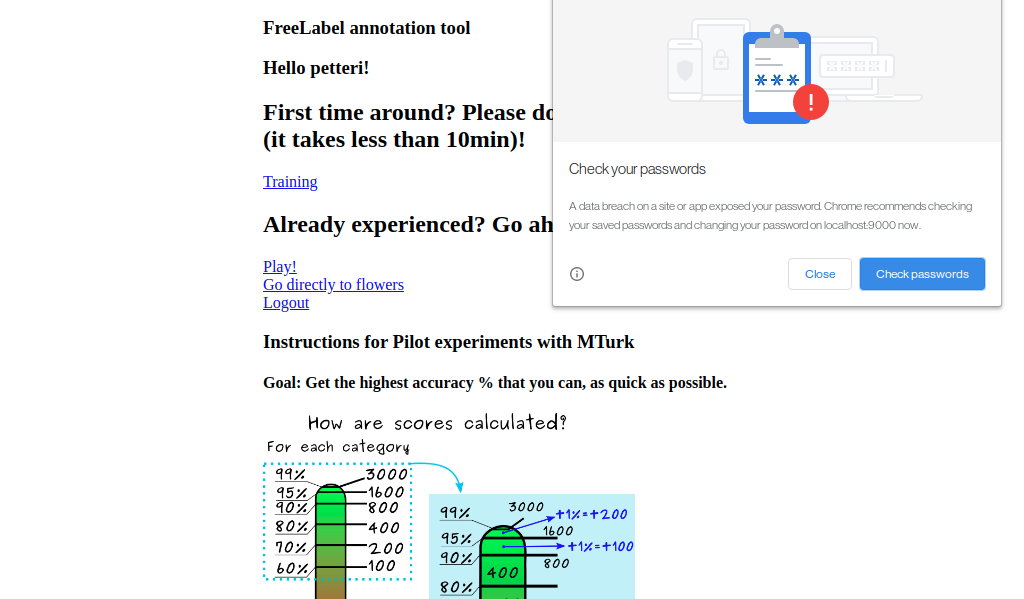 FreeLabel annotation tool
Hello petteri!
First time around? Please do
(it takes less than 10min)!
Training
Already experienced? Go ah
Play!
Go directly to flowers
Logout
Check your passwords
A data breach on a site or app exposed your password. Chrome recommends checking
your saved passwords and changing your password on localhost:9000 now.
Close
Check passwords
Instructions for Pilot experiments with MTurk
Goal: Get the highest accuracy % that you can, as quick as possible.
How are scores calculated?
For each category
99% 3000
95% 1600
90% 800
80% 400
70% 200
60% 100
99% 3000 +1%=+200
95% 1600
+1%=+100
90% 800
400
80%